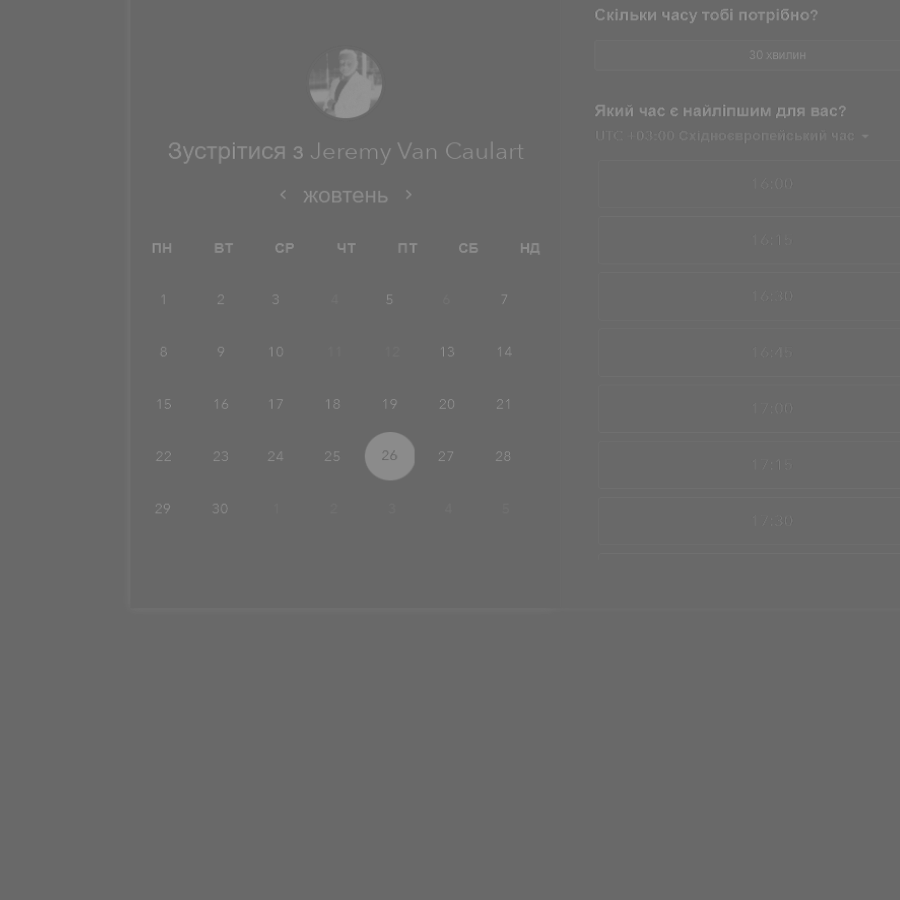 Скільки часу тобі потрібно?
30 хвилин
Який час є найліпшим для вас?
UTC +03:00 Східноєвропейський час
16:00
16:15
16:30
16:45
17:00
17:15
17:30
Зустрітися з Jeremy Van Caulart
жовтень
ПН ВТ СР ЧТ ПТ СБ НД
1 2 3 4 5 6 7
8 9 10 11 12 13 14
15 16 17 18 19 20 21
22 23 24 25 26 27 28
29 30 1 2 3 4 5